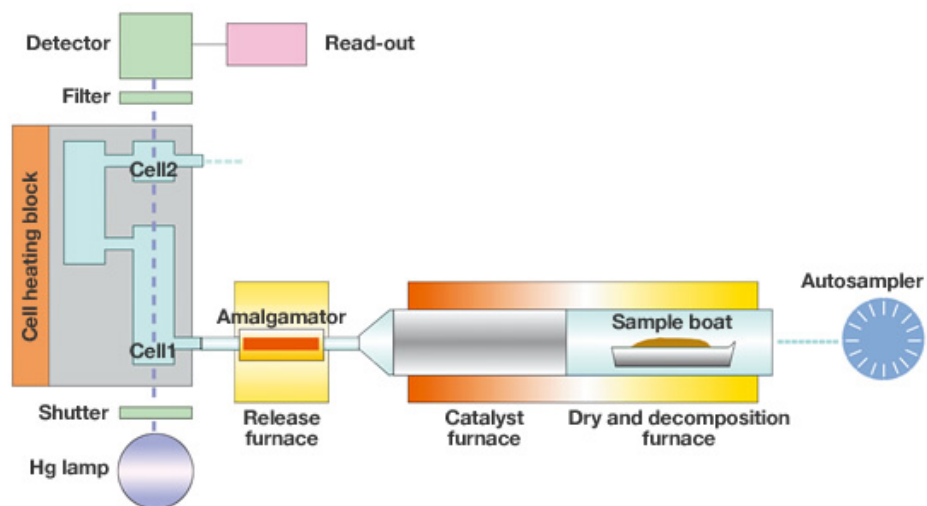 Detector
Read-out
Filter
Cell heating block
Cell2
Cell1
Amalgamator
Sample boat
Autosampler
Shutter
Release
furnace
Catalyst
furnace
Dry and decomposition
furnace
Hg lamp